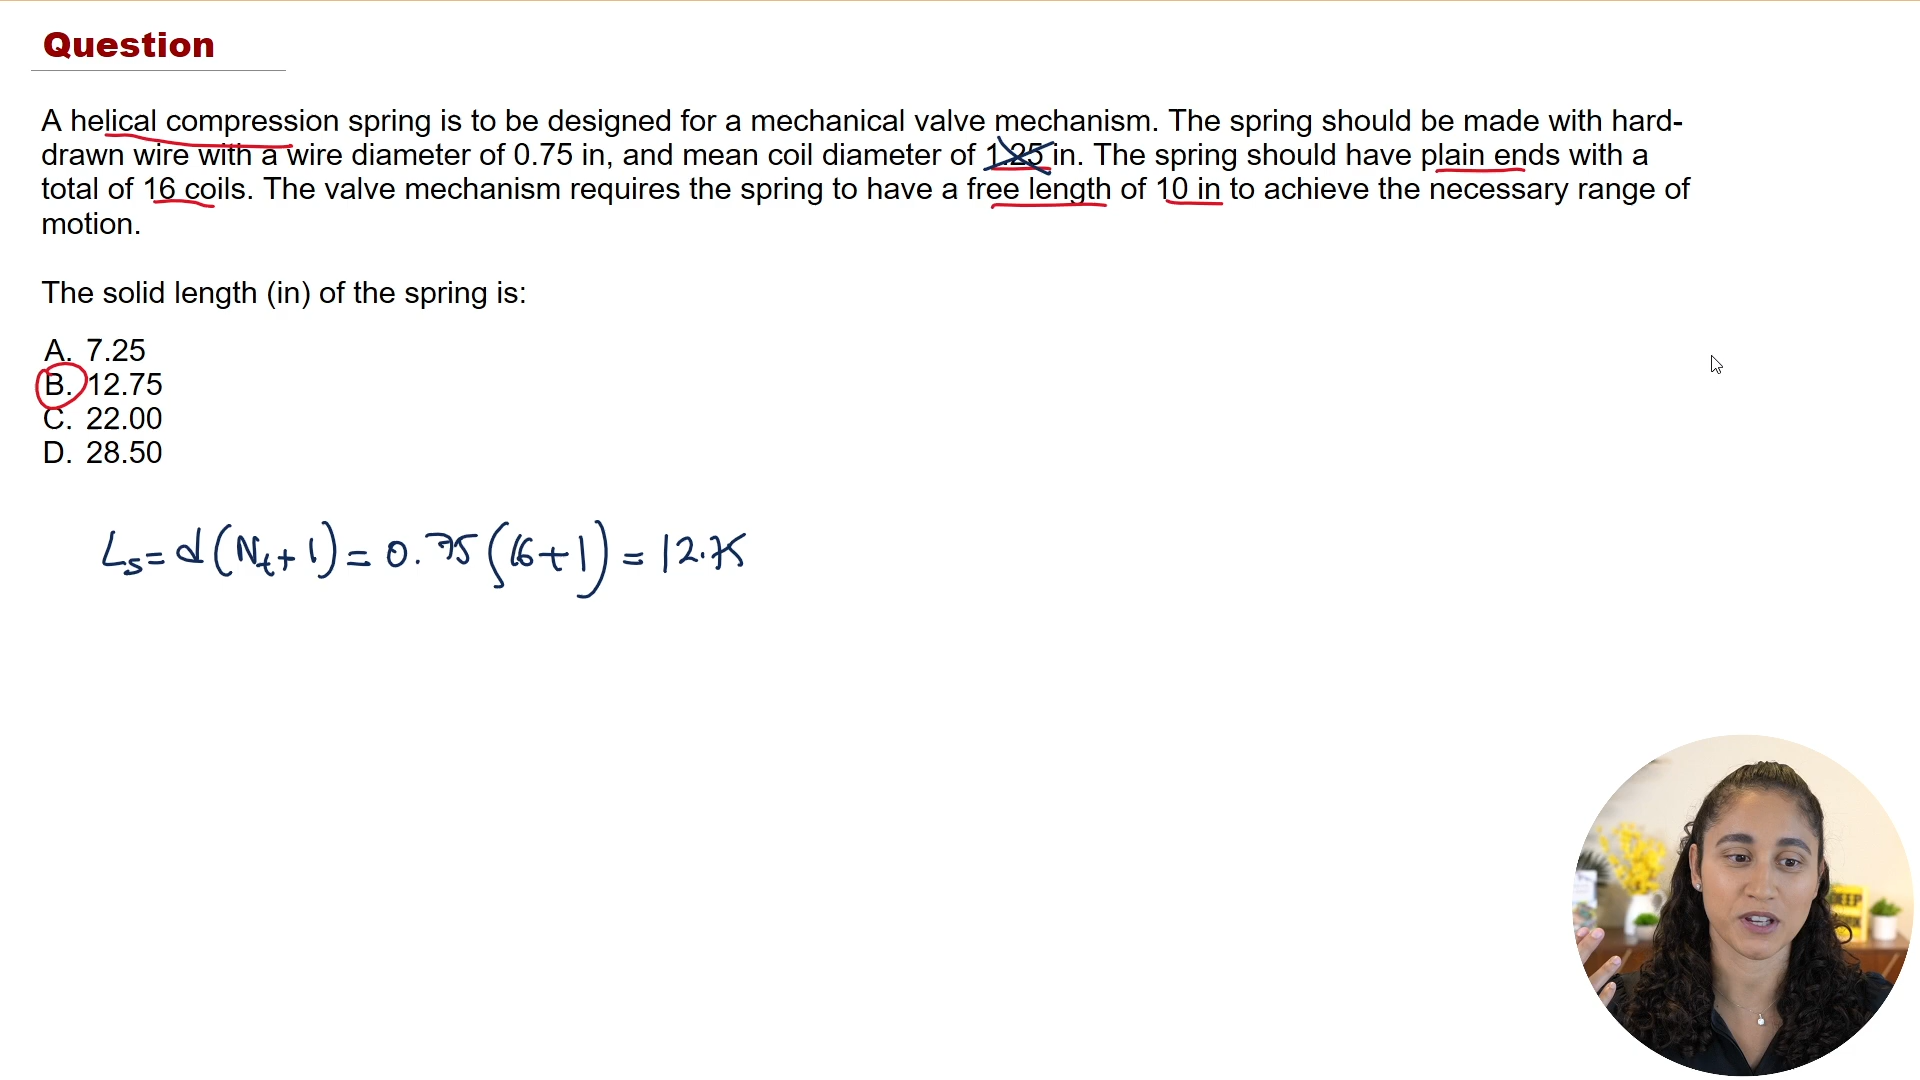 Question
A helical compression spring is to be designed for a mechanical valve mechanism. The spring should be made with hard-
drawn wire with a wire diameter of 0.75 in, and mean coil diameter of 1.25 in. The spring should have plain ends with a
total of 16 coils. The valve mechanism requires the spring to have a free length of 10 in to achieve the necessary range of
motion.
The solid length (in) of the spring is:
A. 7.25
B. 12.75
C. 22.00
D. 28.50
Ls = d(Nt + 1) = 0.75(16+1) = 12.75
DEEP